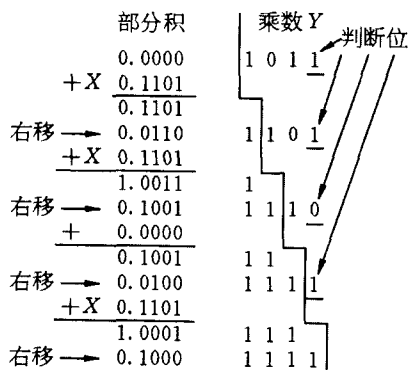 部分积 乘数Y
0.0000 1 0 1 1 判断位
+X 0.1101
0.1101
右移 0.0110 1 1 0 1
+X 0.1101
1.0011 1
右移 0.1001 1 1 1 0
+ 0.0000
0.1001 1 1
右移 0.0100 1 1 1 1
+X 0.1101
1.0001 1 1 1
右移 0.1000 1 1 1 1